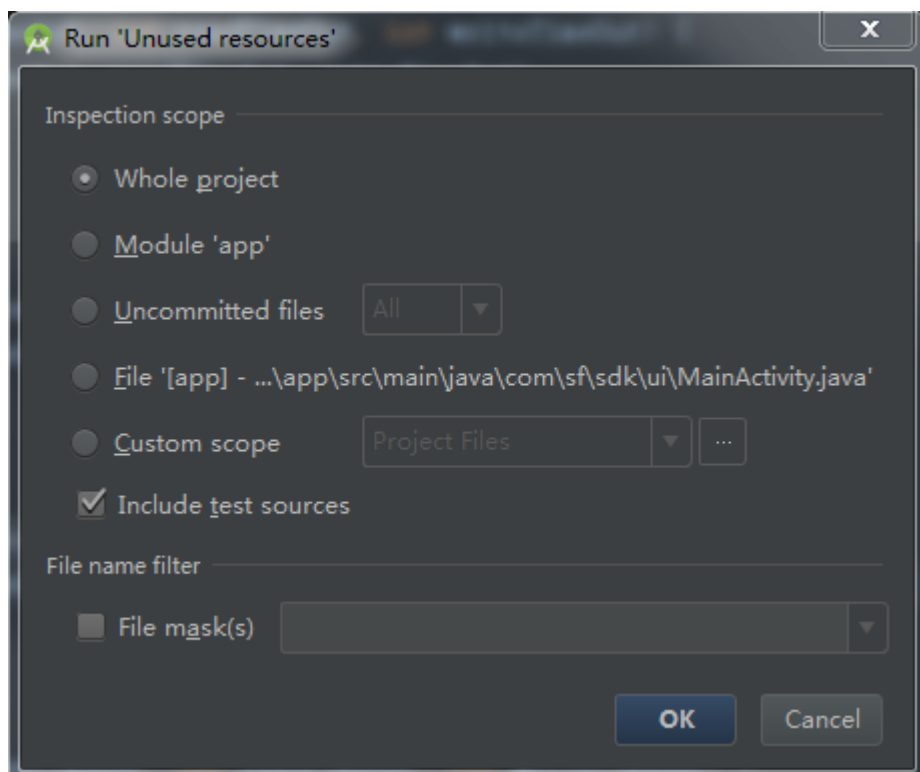 Run 'Unused resources'
Inspection scope
Whole project
Module 'app'
Uncommitted files All
File '[app] - ...\app\src\main\java\com\sf\sdk\ui\MainActivity.java'
Custom scope Project Files ...
Include test sources
File name filter
File mask(s)
OK Cancel